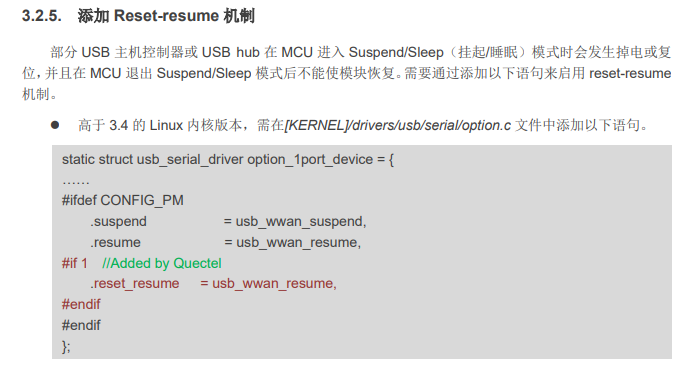 3.2.5. 添加 Reset-resume 机制
部分 USB 主机控制器或 USB hub 在 MCU 进入 Suspend/Sleep（挂起/睡眠）模式时会发生掉电或复
位，并且在 MCU 退出 Suspend/Sleep 模式后不能使模块恢复。需要通过添加以下语句来启用 reset-resume
机制。
● 高于 3.4 的 Linux 内核版本，需在[KERNEL]/drivers/usb/serial/option.c 文件中添加以下语句。
static struct usb_serial_driver option_1port_device = {
……
#ifdef CONFIG_PM
.suspend = usb_wwan_suspend,
.resume = usb_wwan_resume,
#if 1 //Added by Quectel
.reset_resume = usb_wwan_resume,
#endif
#endif
};